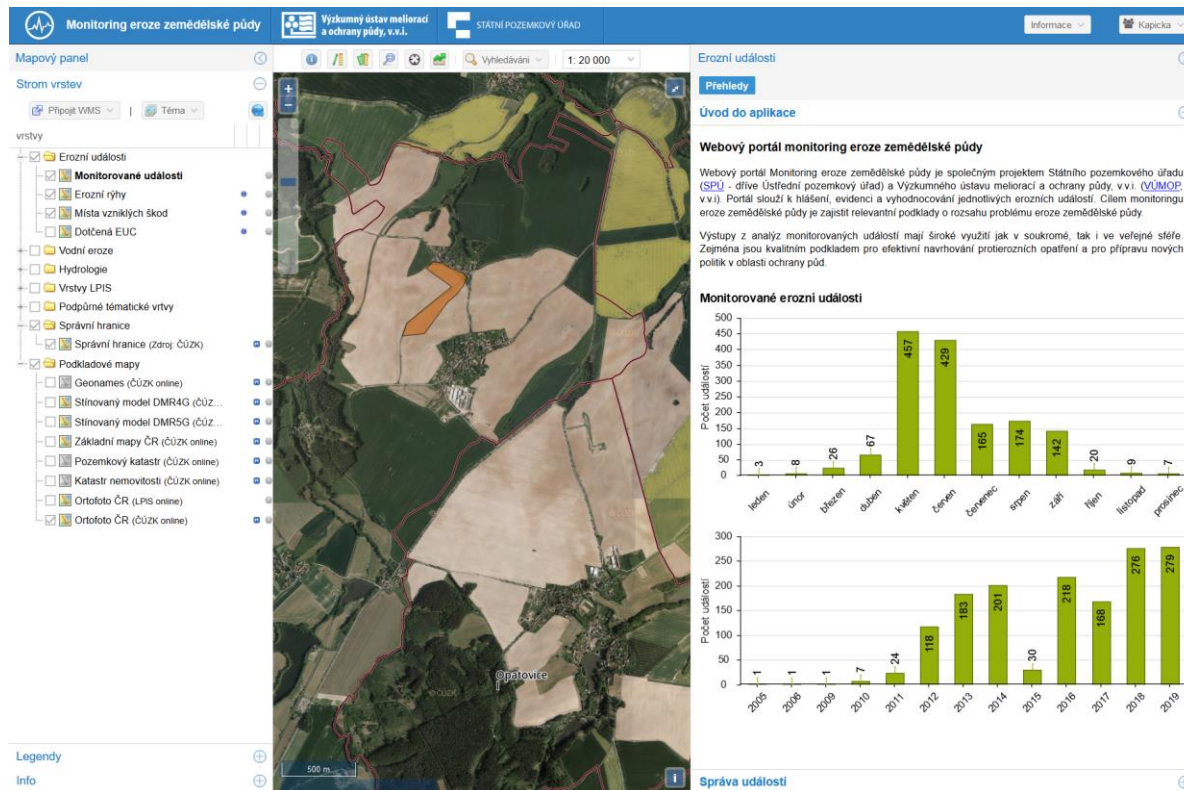 Monitoring eroze zemědělské půdy
Výzkumný ústav meliorací
a ochrany půdy, v.v.i.
STÁTNÍ POZEMKOVÝ ÚŘAD
Informace
Kapicka
Mapový panel
Strom vrstev
Připojit WMS
|
Téma
vrstvy
Erozní události
Monitorované události
Erozní rýhy
Místa vzniklých škod
Dotčená EUC
Vodní eroze
Hydrologie
Vrstvy LPIS
Podpůrné tématické vrtvy
Správní hranice
Správní hranice (Zdroj: ČÚZK)
Podkladové mapy
Geonames (ČÚZK online)
Stínovaný model DMR4G (ČÚZ...
Stínovaný model DMR5G (ČÚZ...
Základní mapy ČR (ČÚZK online)
Pozemkový katastr (ČÚZK online)
Katastr nemovitostí (ČÚZK online)
Ortofoto ČR (LPIS online)
Ortofoto ČR (ČÚZK online)
Legendy
Info
Vyhledávání
1: 20 000
Opatovice
500 m
Erozní události
Přehledy
Úvod do aplikace
Webový portál monitoring eroze zemědělské půdy
Webový portál Monitoring eroze zemědělské půdy je společným projektem Státního pozemkového úřadu
(SPÚ - dříve Ústřední pozemkový úřad) a Výzkumného ústavu meliorací a ochrany půdy, v.v.i. (VÚMOP,
v.v.i). Portál slouží k hlášení, evidenci a vyhodnocování jednotlivých erozních událostí. Cílem monitoringu
eroze zemědělské půdy je zajistit relevantní podklady o rozsahu problému eroze zemědělské půdy.
Výstupy z analýz monitorovaných událostí mají široké využití jak v soukromé, tak i ve veřejné sféře.
Zejména jsou kvalitním podkladem pro efektivní navrhování protierozních opatření a pro přípravu nových
politik v oblasti ochrany půd.
Monitorované erozní události
Počet událostí
500
450
400
350
300
250
200
150
100
50
0
3
8
26
67
457
429
165
174
142
20
9
7
leden
únor
březen
duben
květen
červen
červenec
srpen
září
říjen
listopad
prosinec
Počet událostí
300
250
200
150
100
50
0
1
1
1
7
24
118
183
201
30
218
168
276
279
2005
2006
2009
2010
2011
2012
2013
2014
2015
2016
2017
2018
2019
Správa událostí